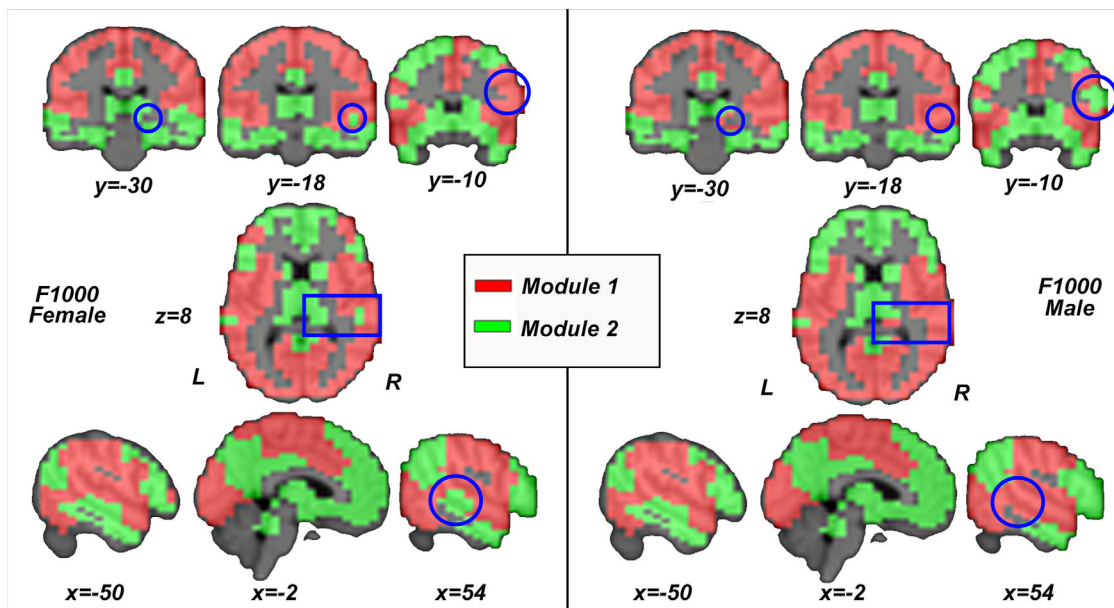 y=-30
y=-18
y=-10
y=-30
y=-18
y=-10
F1000
Female
z=8
Module 1
Module 2
z=8
F1000
Male
L
R
L
R
x=-50
x=-2
x=54
x=-50
x=-2
x=54